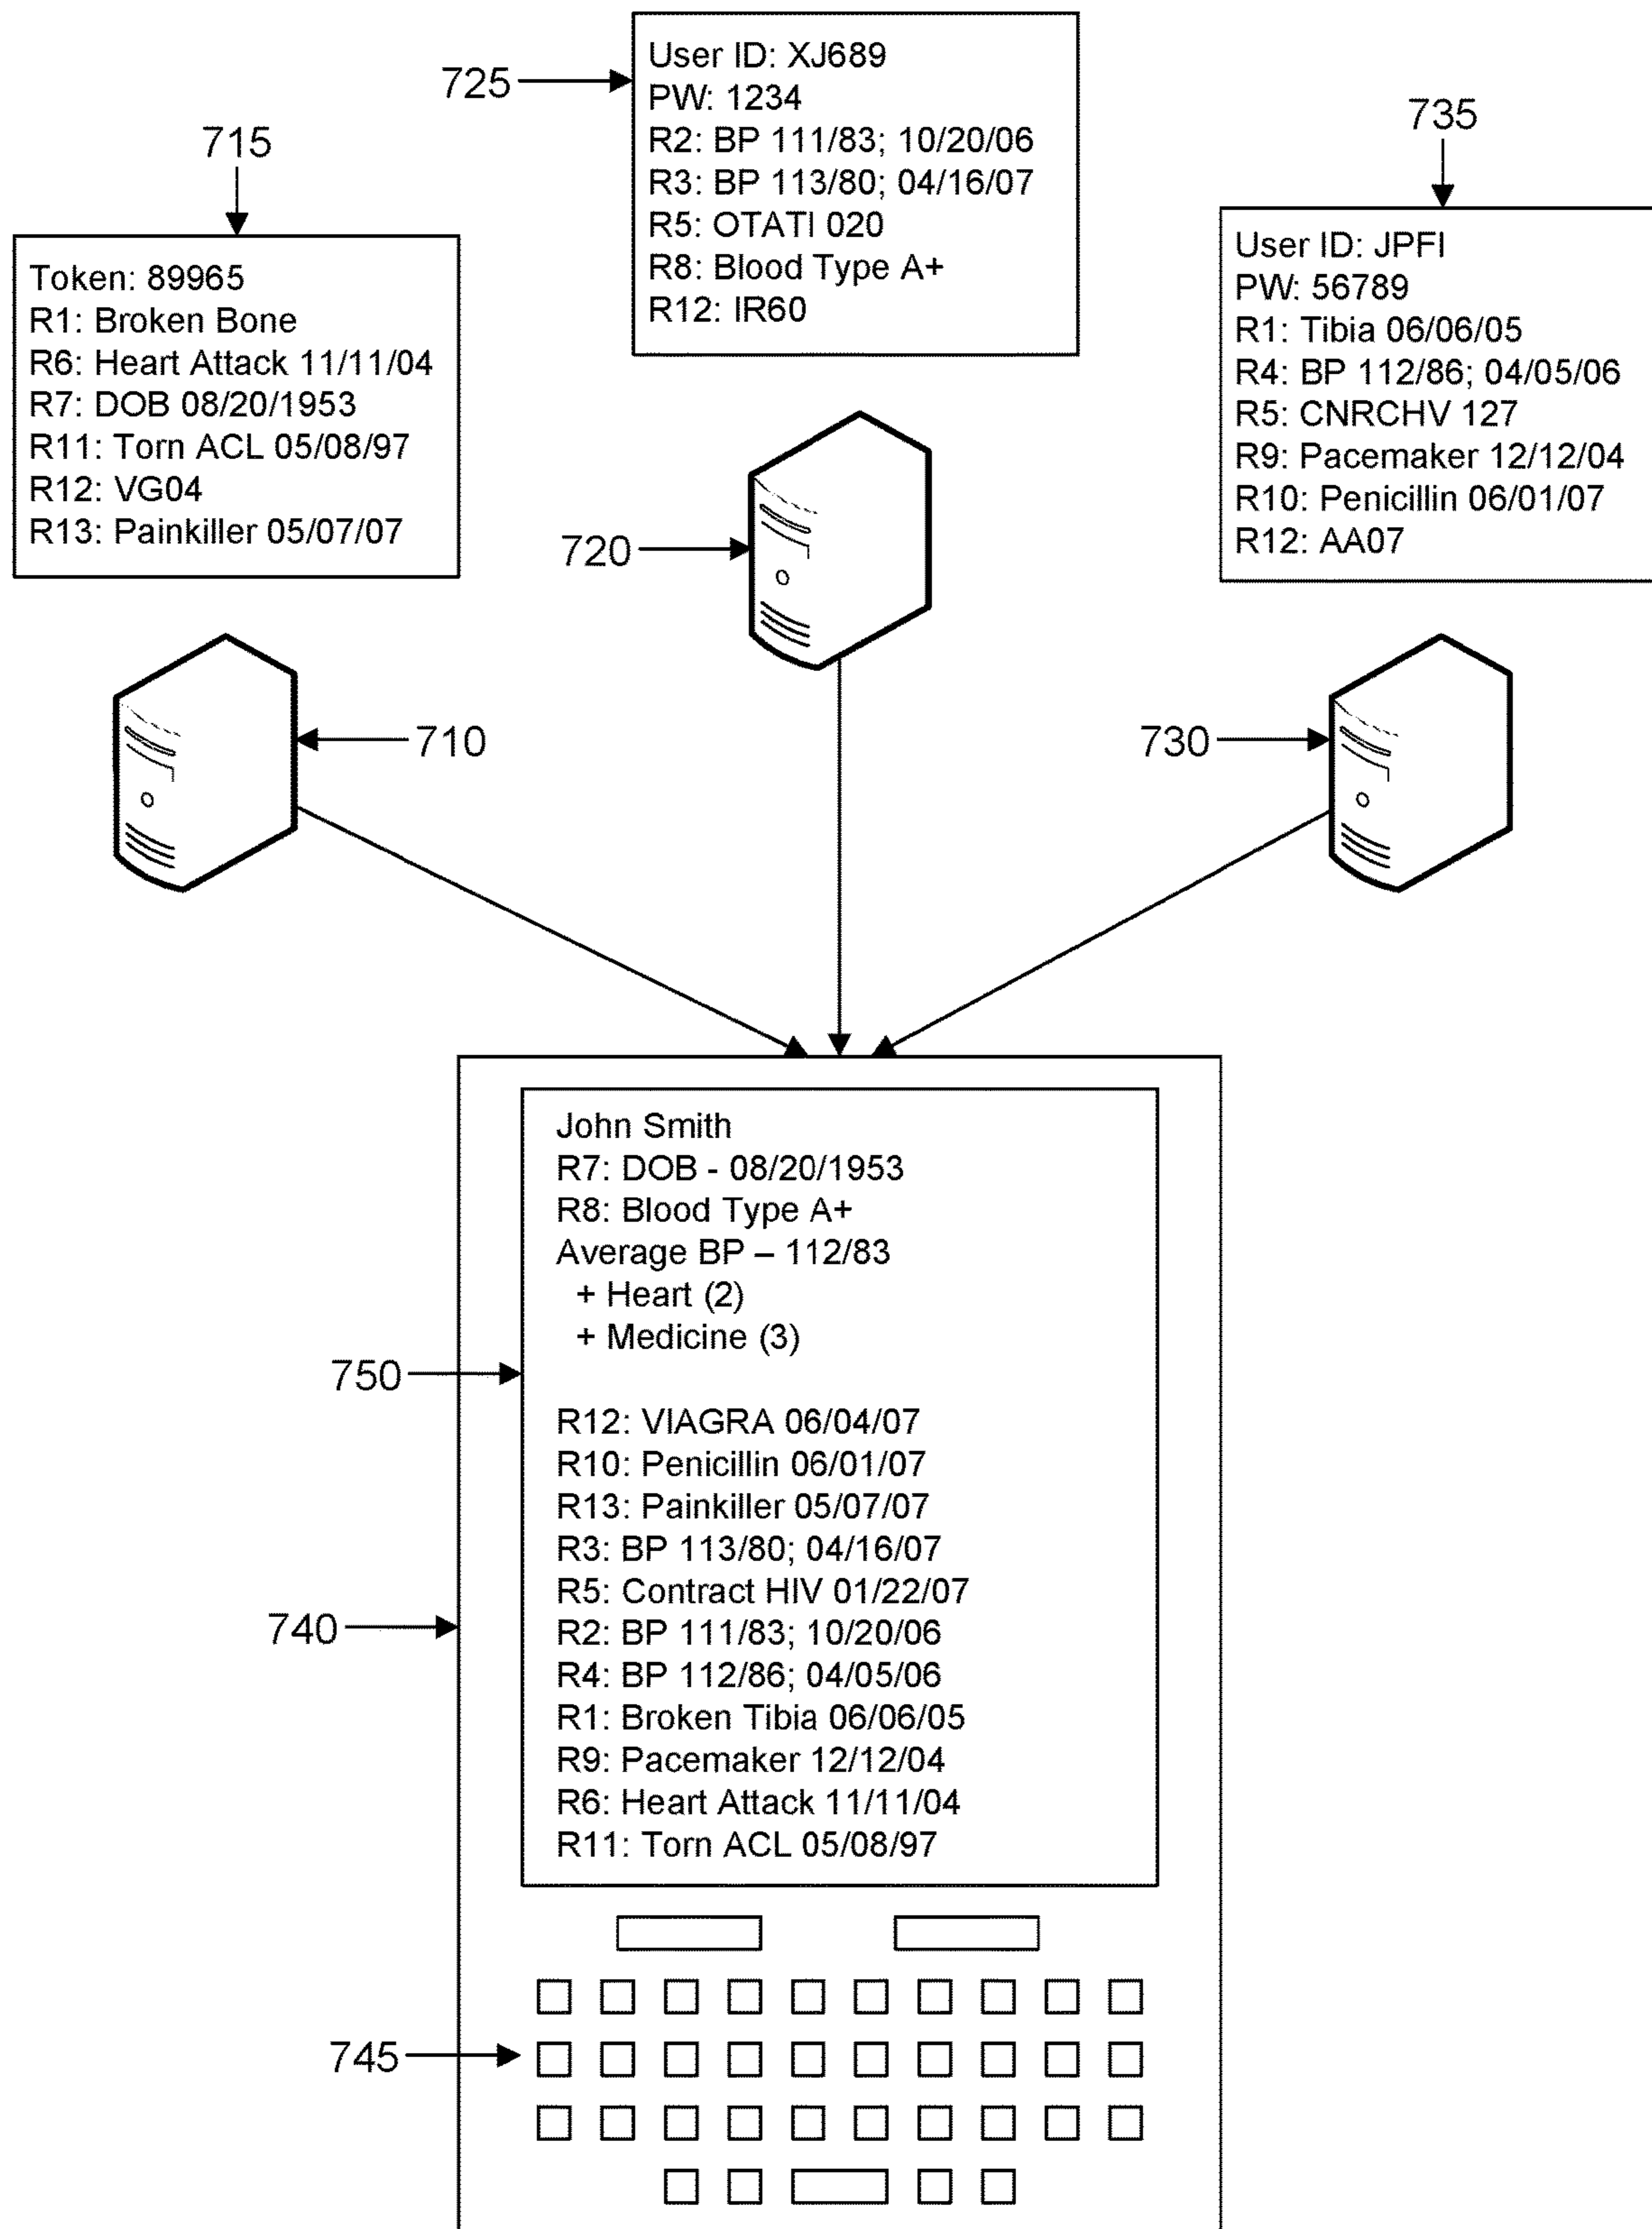 725
User ID: XJ689
PW: 1234
R2: BP 111/83; 10/20/06
R3: BP 113/80; 04/16/07
R5: OTATI 020
R8: Blood Type A+
R12: IR60
715
Token: 89965
R1: Broken Bone
R6: Heart Attack 11/11/04
R7: DOB 08/20/1953
R11: Torn ACL 05/08/97
R12: VG04
R13: Painkiller 05/07/07
735
User ID: JPFI
PW: 56789
R1: Tibia 06/06/05
R4: BP 112/86; 04/05/06
R5: CNRCHV 127
R9: Pacemaker 12/12/04
R10: Penicillin 06/01/07
R12: AA07
720
710
730
John Smith
R7: DOB - 08/20/1953
R8: Blood Type A+
Average BP – 112/83
+ Heart (2)
+ Medicine (3)
750
R12: VIAGRA 06/04/07
R10: Penicillin 06/01/07
R13: Painkiller 05/07/07
R3: BP 113/80; 04/16/07
R5: Contract HIV 01/22/07
740
R2: BP 111/83; 10/20/06
R4: BP 112/86; 04/05/06
R1: Broken Tibia 06/06/05
R9: Pacemaker 12/12/04
R6: Heart Attack 11/11/04
R11: Torn ACL 05/08/97
745